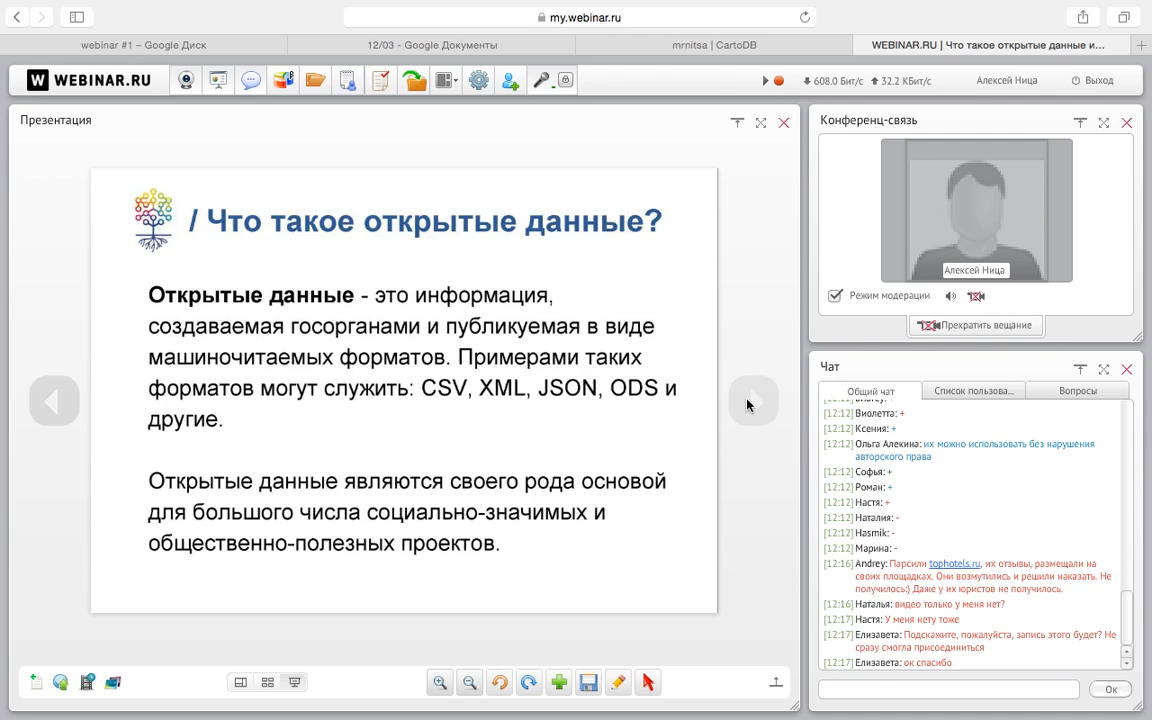 my.webinar.ru
webinar #1 – Google Диск
12/03 - Google Документы
mrnitsa | CartoDB
WEBINAR.RU | Что такое открытые данные и...
W WEBINAR.RU
608.0 Бит/с 32.2 КБит/с
Алексей Ница
Выход
Презентация
/ Что такое открытые данные?
Открытые данные - это информация,
создаваемая госорганами и публикуемая в виде
машиночитаемых форматов. Примерами таких
форматов могут служить: CSV, XML, JSON, ODS и
другие.
Открытые данные являются своего рода основой
для большого числа социально-значимых и
общественно-полезных проектов.
Конференц-связь
Алексей Ница
Режим модерации
Прекратить вещание
Чат
Общий чат
Список пользова...
Вопросы
[12:12] Виолетта: +
[12:12] Ксения: +
[12:12] Ольга Алекина: их можно использовать без нарушения
авторского права
[12:12] Софья: +
[12:12] Роман: +
[12:12] Настя: +
[12:12] Наталия: -
[12:12] Hasmik: -
[12:12] Марина: -
[12:16] Andrey: Парсили tophotels.ru, их отзывы, размещали на
своих площадках. Они возмутились и решили наказать. Не
получилось:) Даже у их юристов не получилось.
[12:16] Наталья: видео только у меня нет?
[12:17] Настя: У меня нету тоже
[12:17] Елизавета: Подскажите, пожалуйста, запись этого будет? Не
сразу смогла присоединиться
[12:17] Елизавета: ок спасибо
Ок